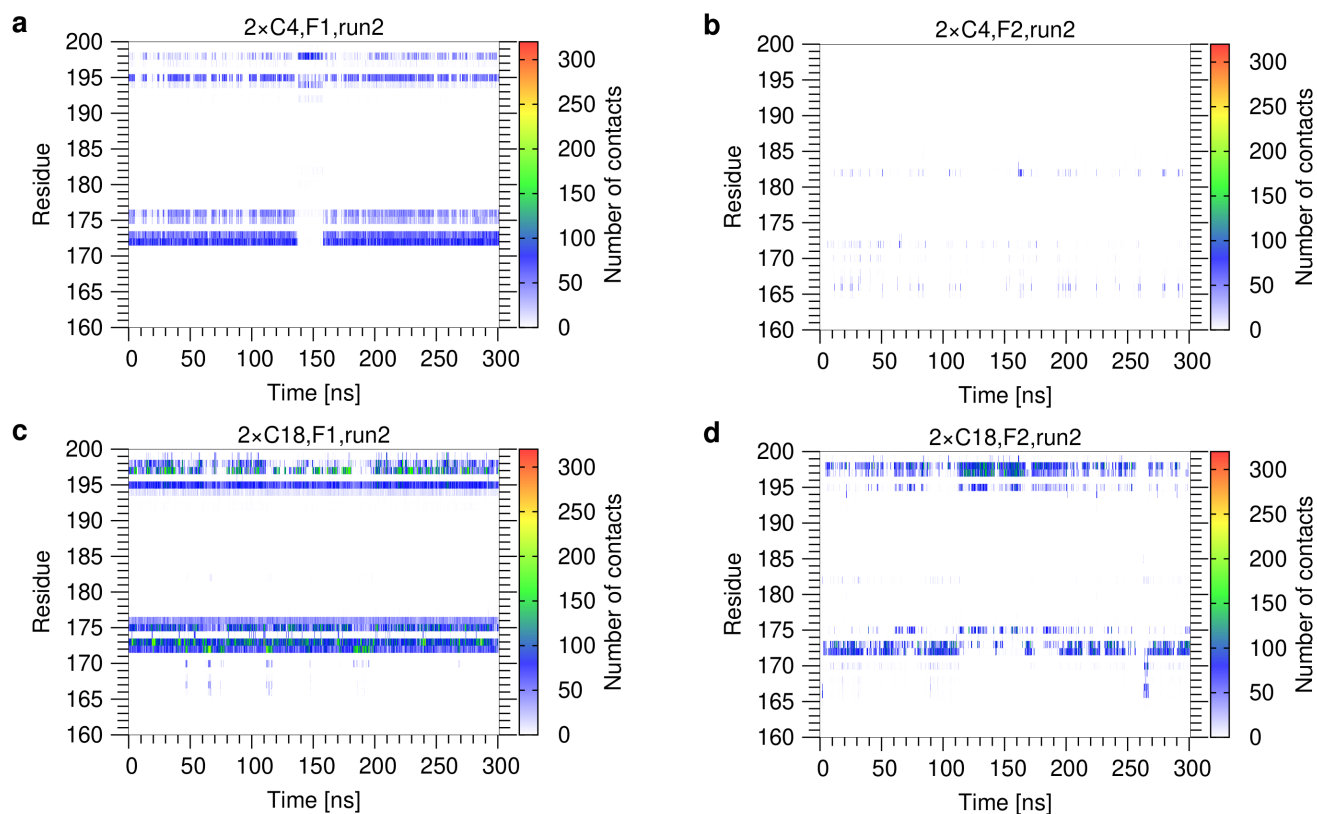 a
2×C4,F1,run2
200
195
190
185
180
175
170
165
160
Residue
0 50 100 150 200 250 300
Time [ns]
300
250
200
150
100
50
0
Number of contacts
b
2×C4,F2,run2
200
195
190
185
180
175
170
165
160
Residue
0 50 100 150 200 250 300
Time [ns]
300
250
200
150
100
50
0
Number of contacts
c
2×C18,F1,run2
200
195
190
185
180
175
170
165
160
Residue
0 50 100 150 200 250 300
Time [ns]
300
250
200
150
100
50
0
Number of contacts
d
2×C18,F2,run2
200
195
190
185
180
175
170
165
160
Residue
0 50 100 150 200 250 300
Time [ns]
300
250
200
150
100
50
0
Number of contacts